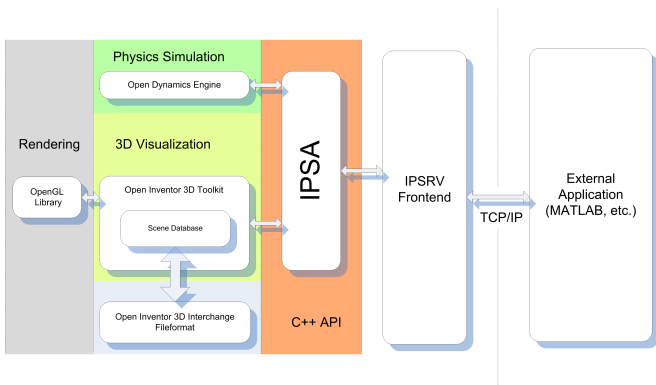 Physics Simulation
Open Dynamics Engine
Rendering
3D Visualization
OpenGL
Library
Open Inventor 3D Toolkit
Scene Database
Open Inventor 3D Interchange
Fileformat
IPSA
C++ API
IPSRV
Frontend
TCP/IP
External
Application
(MATLAB, etc.)